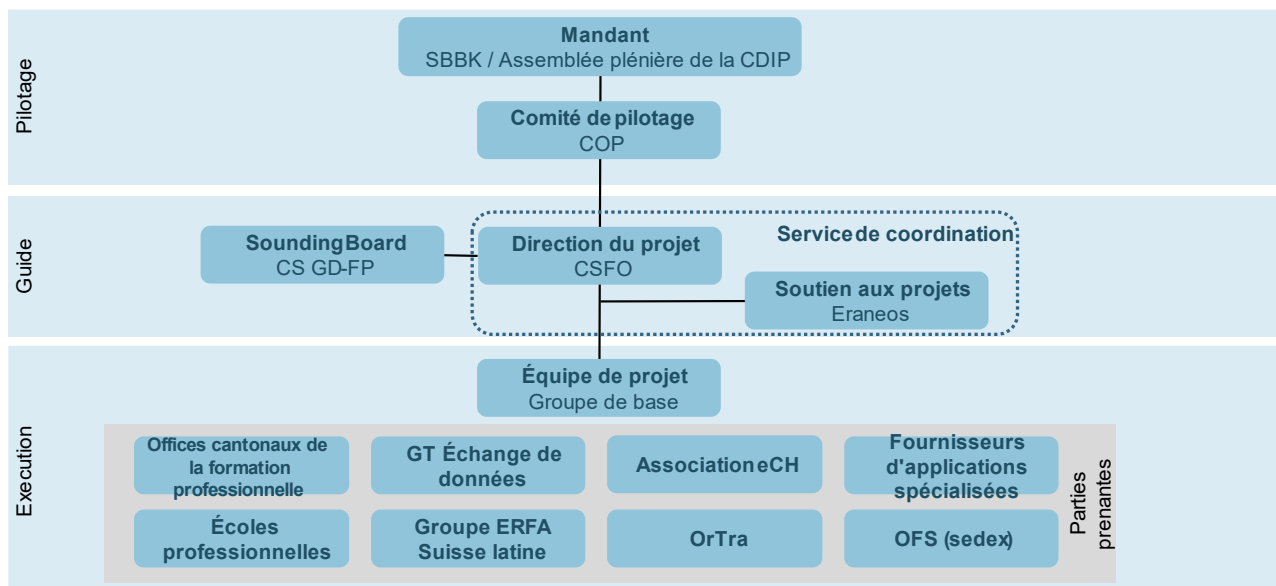 Pilotage
Mandant
SBBK / Assemblée plénière de la CDIP
Comité de pilotage
COP
Guide
SoundingBoard
CS GD-FP
Direction du projet
CSFO
Service de coordination
Soutien aux projets
Eraneos
Execution
Équipe de projet
Groupe de base
Offices cantonaux de
la formation
professionnelle
GT Échange de
données
Association eCH
Fournisseurs
d'applications
spécialisées
Écoles
professionnelles
Groupe ERFA
Suisse latine
OrTra
OFS (sedex)
Parties
prenantes